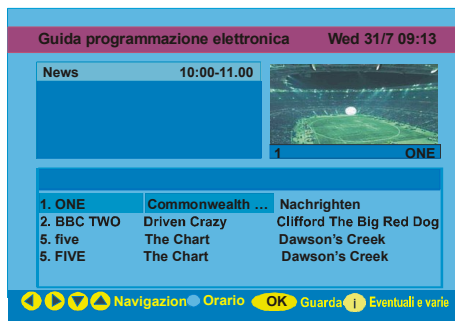 Guida programmazione elettronica Wed 31/7 09:13
News 10:00-11.00
1 ONE
1. ONE Commonwealth ... Nachrighten
2. BBC TWO Driven Crazy Clifford The Big Red Dog
5. five The Chart Dawson's Creek
5. FIVE The Chart Dawson's Creek
Navigazion Orario OK Guarda i Eventuali e varie